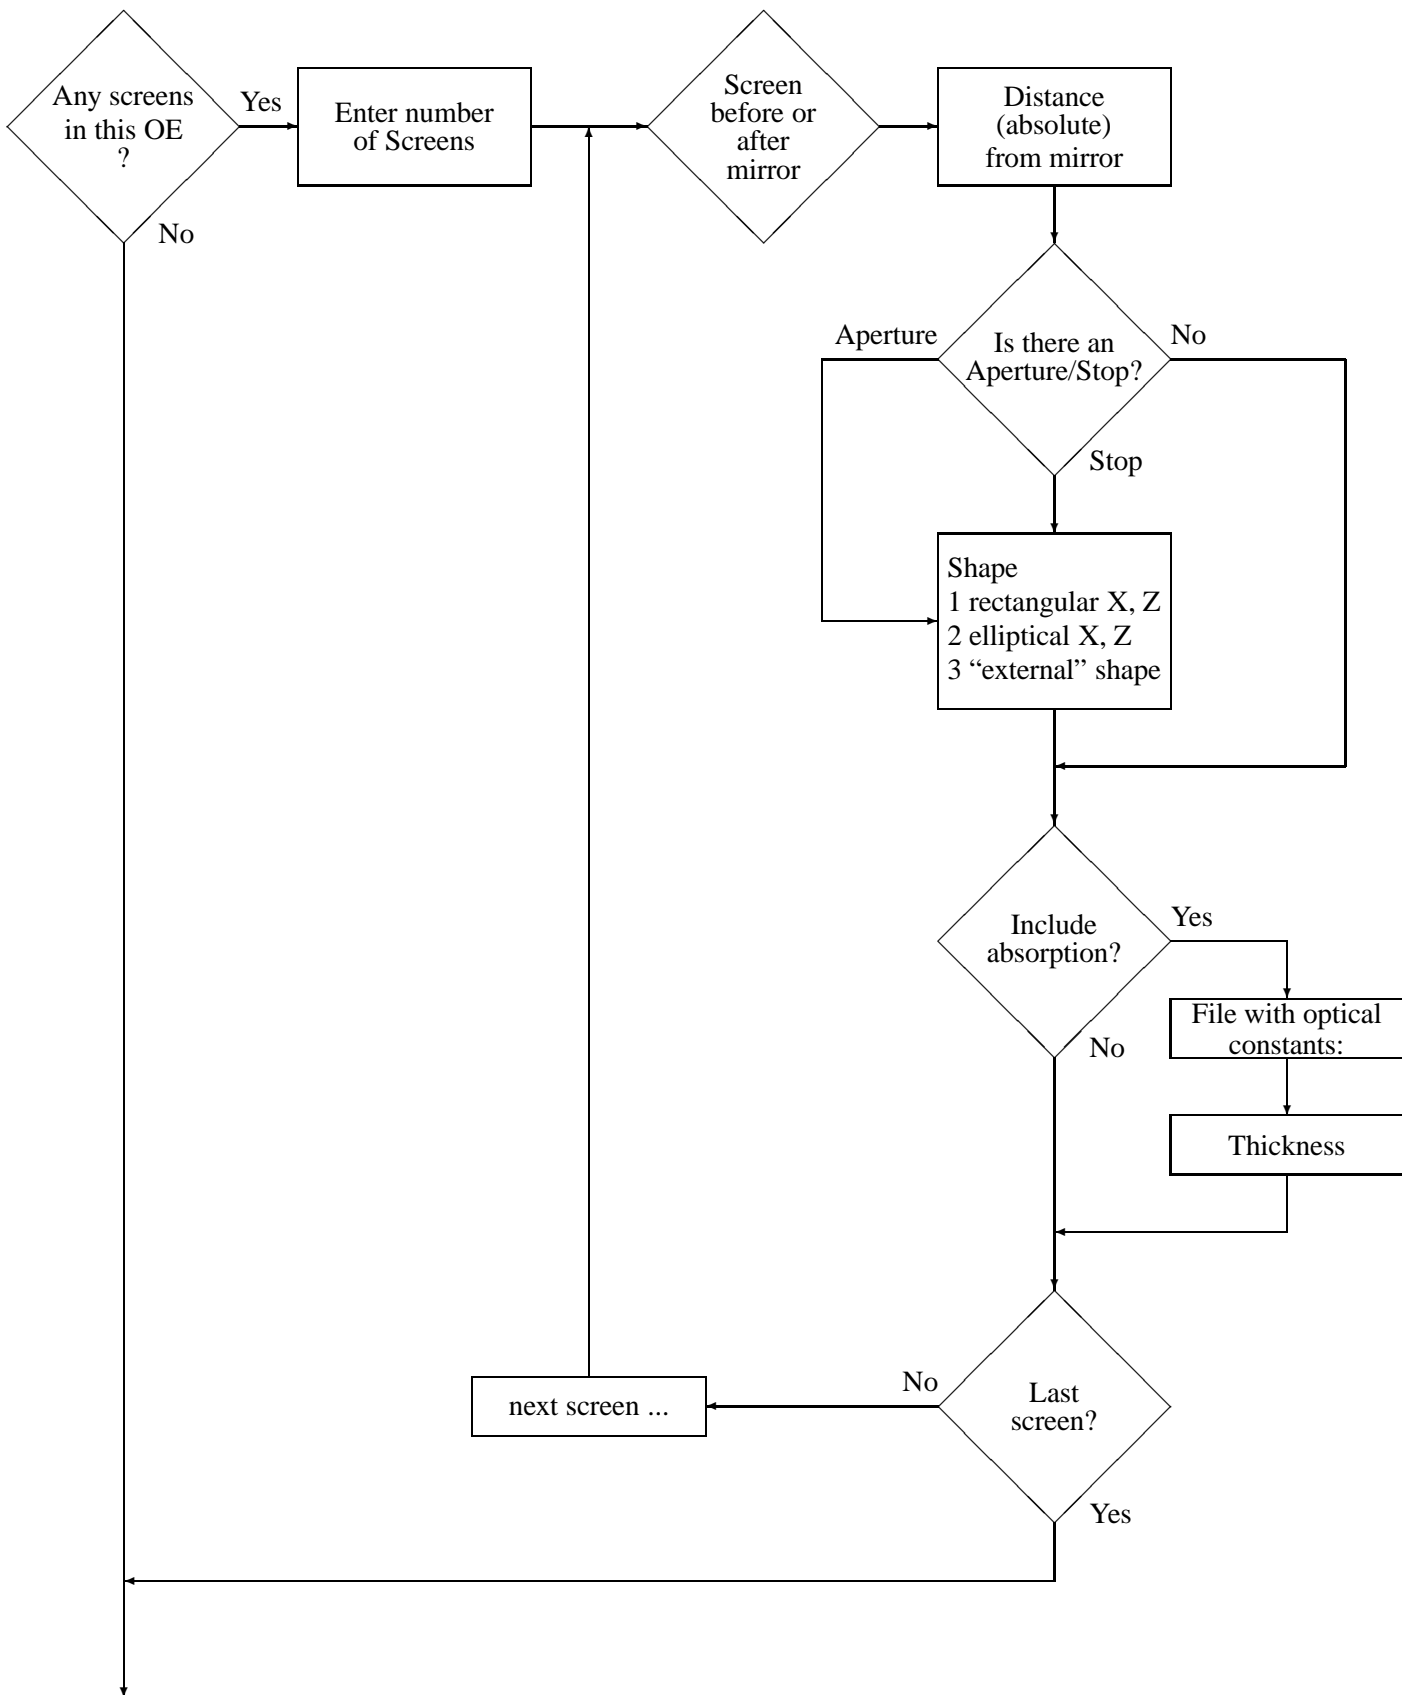 Any screens
in this OE
?
Yes
No
Enter number
of Screens
Screen
before or
after
mirror
Distance
(absolute)
from mirror
Is there an
Aperture/Stop?
Aperture
No
Stop
Shape
1 rectangular X, Z
2 elliptical X, Z
3 “external” shape
Include
absorption?
Yes
No
File with optical
constants:
Thickness
Last
screen?
No
next screen ...
Yes